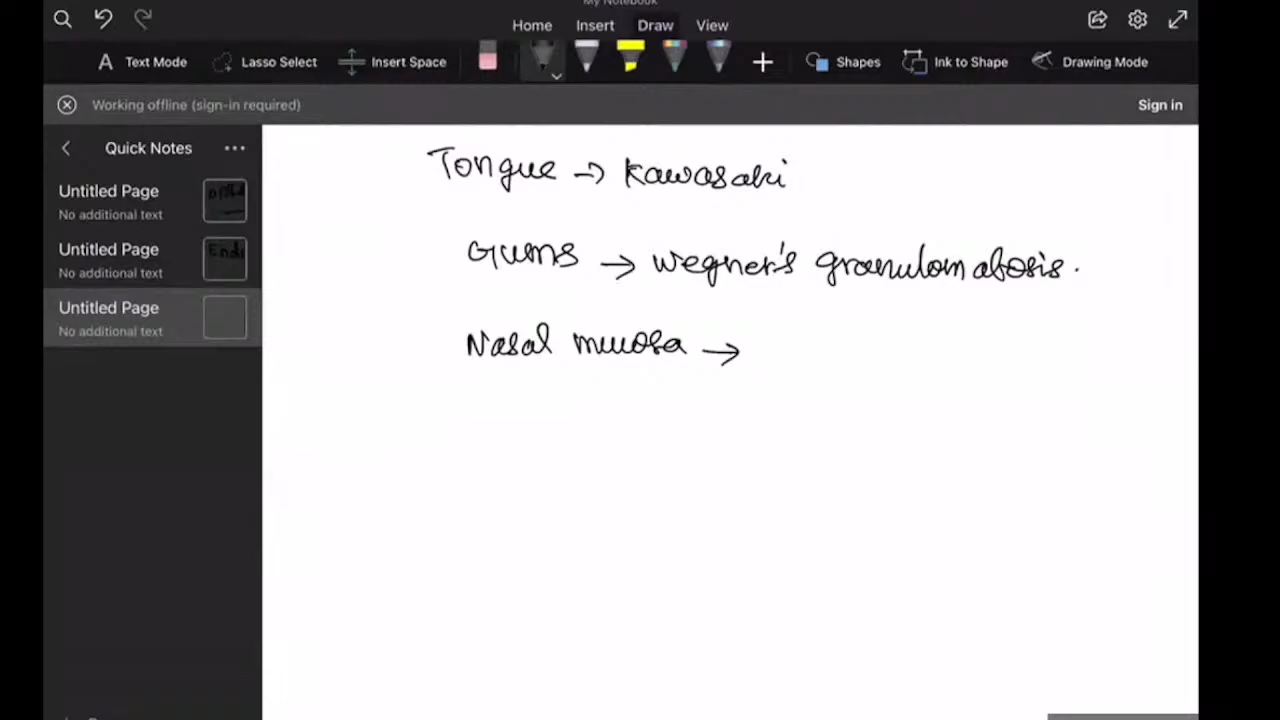 My Notebook
Home Insert Draw View
Text Mode Lasso Select Insert Space Shapes Ink to Shape Drawing Mode
Working offline (sign-in required) Sign in
Quick Notes
Untitled Page
No additional text
Untitled Page
No additional text
Untitled Page
No additional text
Tongue → Kawasaki
Gums → Wegner's granulomatosis.
Nasal mucosa →